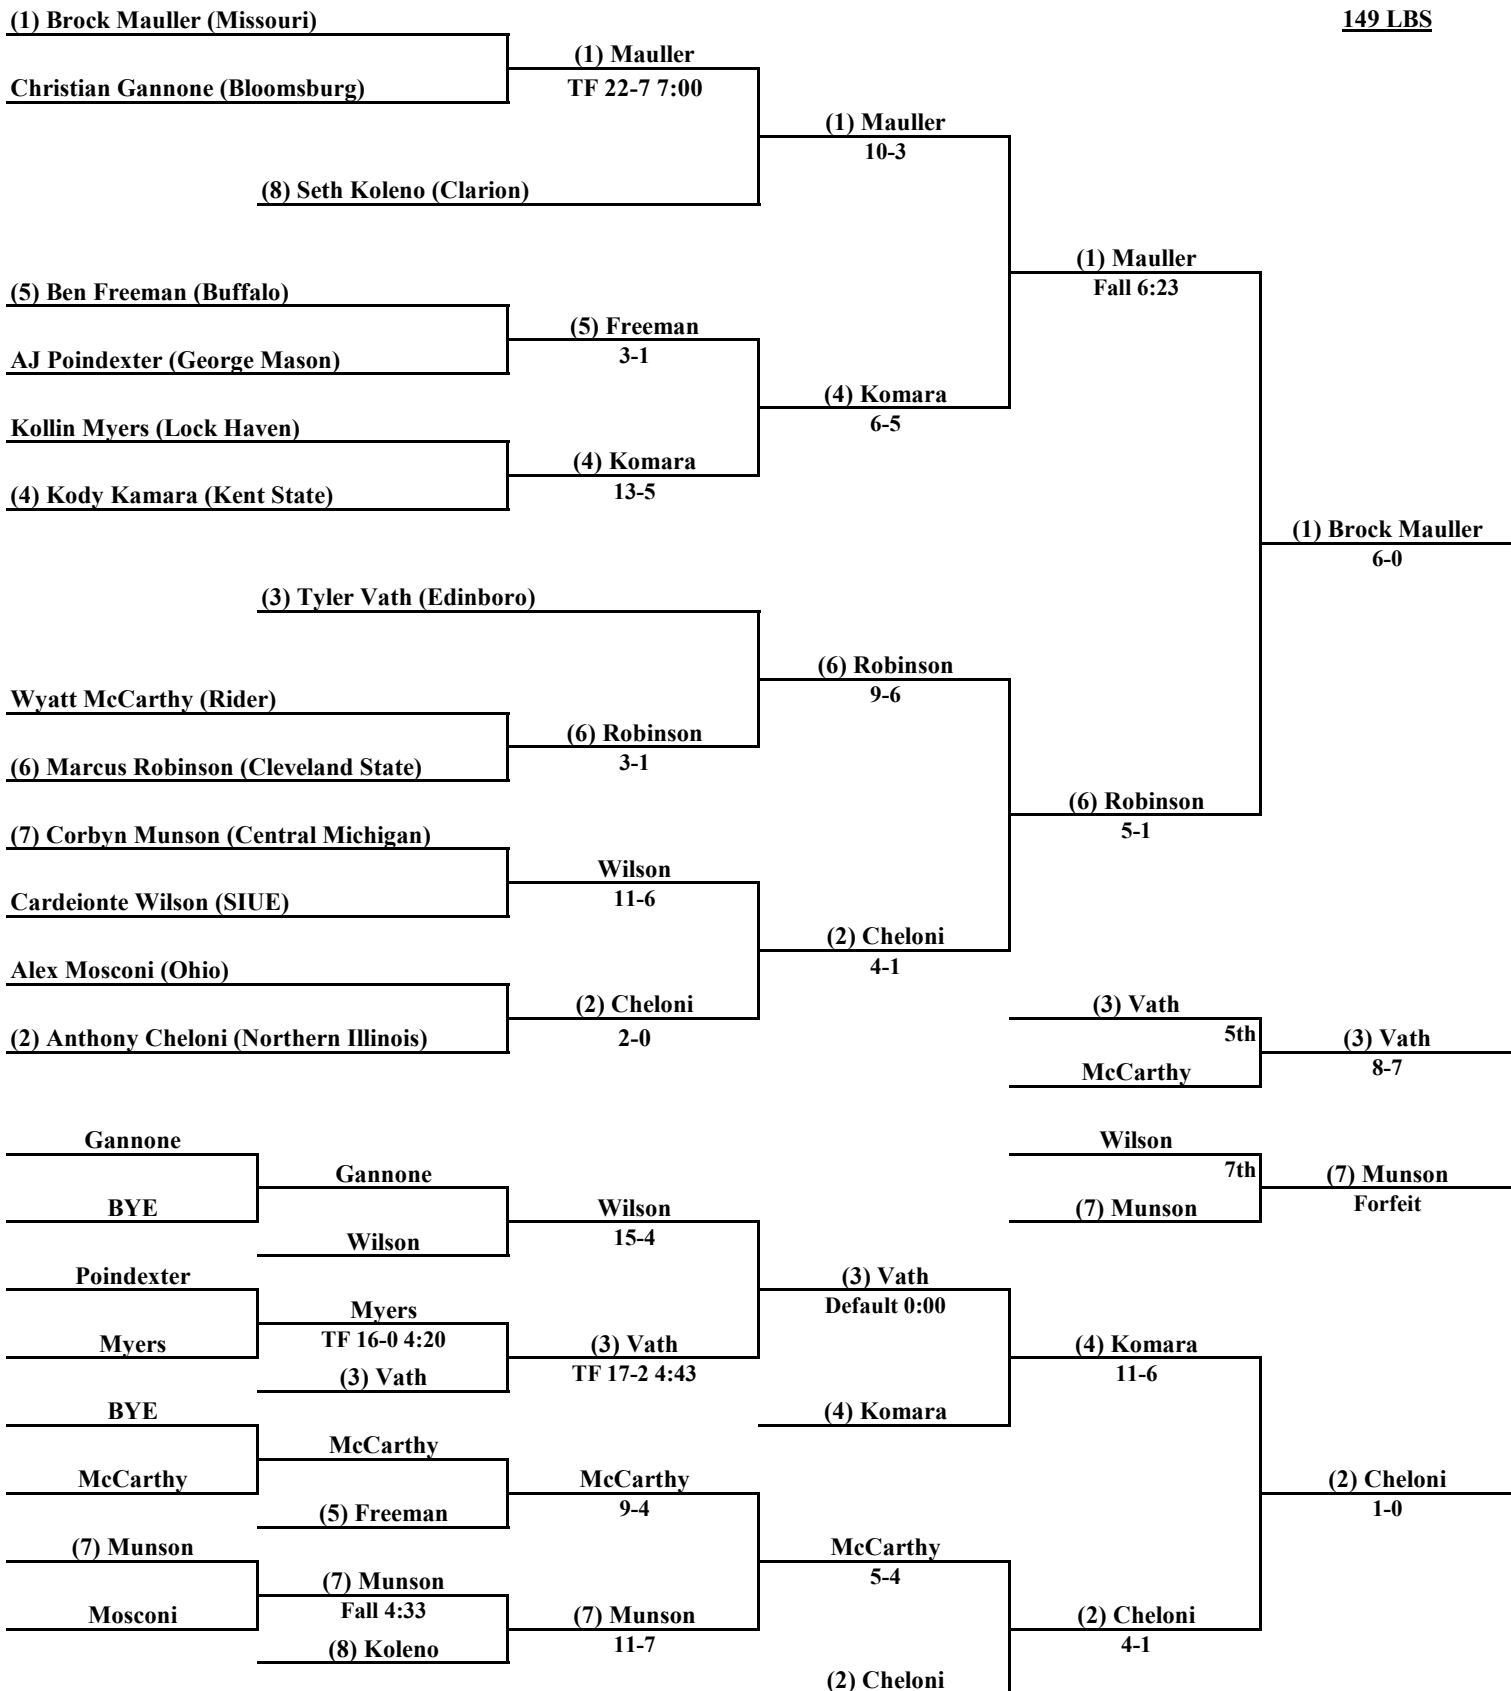 (1) Brock Mauller (Missouri)
149 LBS
(1) Mauller
Christian Gannone (Bloomsburg)
TF 22-7 7:00
(1) Mauller
10-3
(8) Seth Koleno (Clarion)
(1) Mauller
Fall 6:23
(5) Ben Freeman (Buffalo)
(5) Freeman
3-1
AJ Poindexter (George Mason)
(4) Komara
6-5
Kollin Myers (Lock Haven)
(4) Komara
13-5
(4) Kody Kamara (Kent State)
(1) Brock Mauller
6-0
(3) Tyler Vath (Edinboro)
(6) Robinson
9-6
Wyatt McCarthy (Rider)
(6) Robinson
3-1
(6) Marcus Robinson (Cleveland State)
(6) Robinson
5-1
(7) Corbyn Munson (Central Michigan)
Wilson
11-6
Cardeionte Wilson (SIUE)
(2) Cheloni
4-1
Alex Mosconi (Ohio)
(2) Cheloni
2-0
(2) Anthony Cheloni (Northern Illinois)
(3) Vath
5th
(3) Vath
8-7
McCarthy
Gannone
Wilson
Gannone
7th
(7) Munson
Forfeit
BYE
Wilson
15-4
(7) Munson
Wilson
Poindexter
(3) Vath
Default 0:00
Myers
TF 16-0 4:20
Myers
(3) Vath
TF 17-2 4:43
(4) Komara
11-6
(3) Vath
BYE
(4) Komara
McCarthy
McCarthy
McCarthy
9-4
(2) Cheloni
1-0
(5) Freeman
(7) Munson
McCarthy
5-4
(7) Munson
Fall 4:33
Mosconi
(7) Munson
11-7
(2) Cheloni
4-1
(8) Koleno
(2) Cheloni